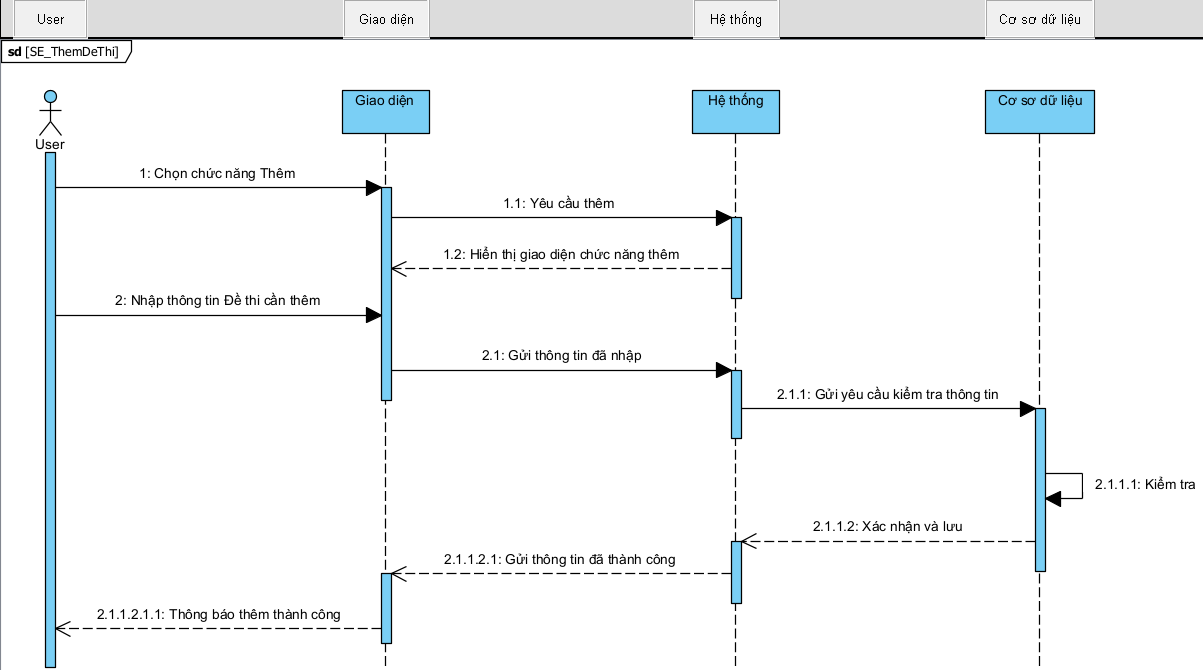 User
Giao diện
Hệ thống
Cơ sơ dữ liệu
sd [SE_ThemDeThi]
Giao diện
Hệ thống
Cơ sơ dữ liệu
User
1: Chọn chức năng Thêm
1.1: Yêu cầu thêm
1.2: Hiển thị giao diện chức năng thêm
2: Nhập thông tin Đề thi cần thêm
2.1: Gửi thông tin đã nhập
2.1.1: Gửi yêu cầu kiểm tra thông tin
2.1.1.1: Kiểm tra
2.1.1.2: Xác nhận và lưu
2.1.1.2.1: Gửi thông tin đã thành công
2.1.1.2.1.1: Thông báo thêm thành công